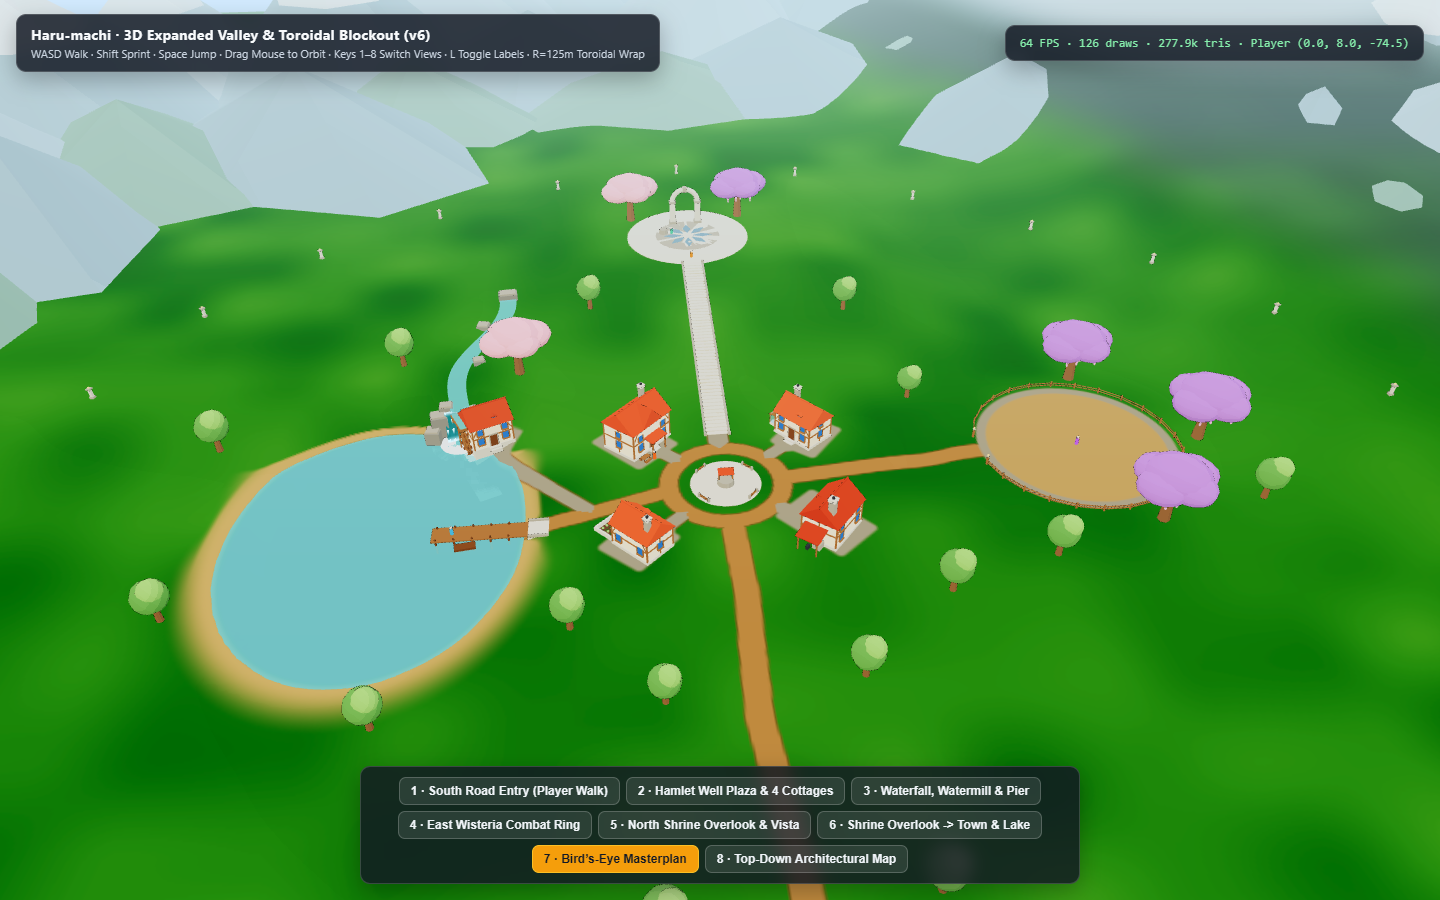 Haru-machi · 3D Expanded Valley & Toroidal Blockout (v6)
WASD Walk · Shift Sprint · Space Jump · Drag Mouse to Orbit · Keys 1–8 Switch Views · L Toggle Labels · R=125m Toroidal Wrap
64 FPS · 126 draws · 277.9k tris · Player (0.0, 8.0, -74.5)
1 · South Road Entry (Player Walk)
2 · Hamlet Well Plaza & 4 Cottages
3 · Waterfall, Watermill & Pier
4 · East Wisteria Combat Ring
5 · North Shrine Overlook & Vista
6 · Shrine Overlook -> Town & Lake
7 · Bird's-Eye Masterplan
8 · Top-Down Architectural Map